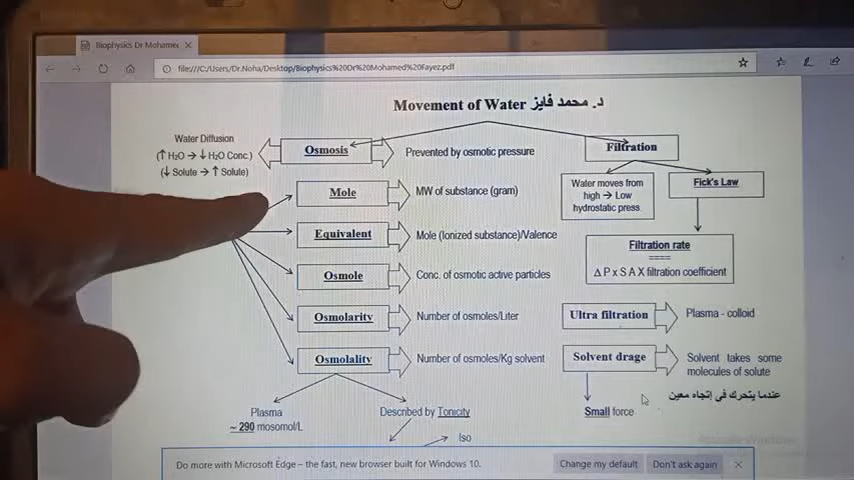 Biophysics Dr Mohamed
file:///C:/Users/Dr.Noha/Desktop/Biophysics%20Dr%20Mohamed%20Fayez.pdf
Movement of Water د. محمد فايز
Water Diffusion
(↑ H2O → ↓ H2O Conc.)
(↓ Solute → ↑ Solute)
Osmosis
Prevented by osmotic pressure
Filtration
Water moves from
high → Low
hydrostatic press.
Fick's Law
Filtration rate
====
Δ P x S A X filtration coefficient
Mole
MW of substance (gram)
Equivalent
Mole (Ionized substance)/Valence
Osmole
Conc. of osmotic active particles
Osmolarity
Number of osmoles/Liter
Osmolality
Number of osmoles/Kg solvent
Ultra filtration
Plasma - colloid
Solvent drage
Solvent takes some
molecules of solute
عندما يتحرك فى إتجاه معين
Small force
Plasma
~ 290 mosomol/L
Described by Tonicity
Iso
Do more with Microsoft Edge – the fast, new browser built for Windows 10.
Change my default
Don't ask again